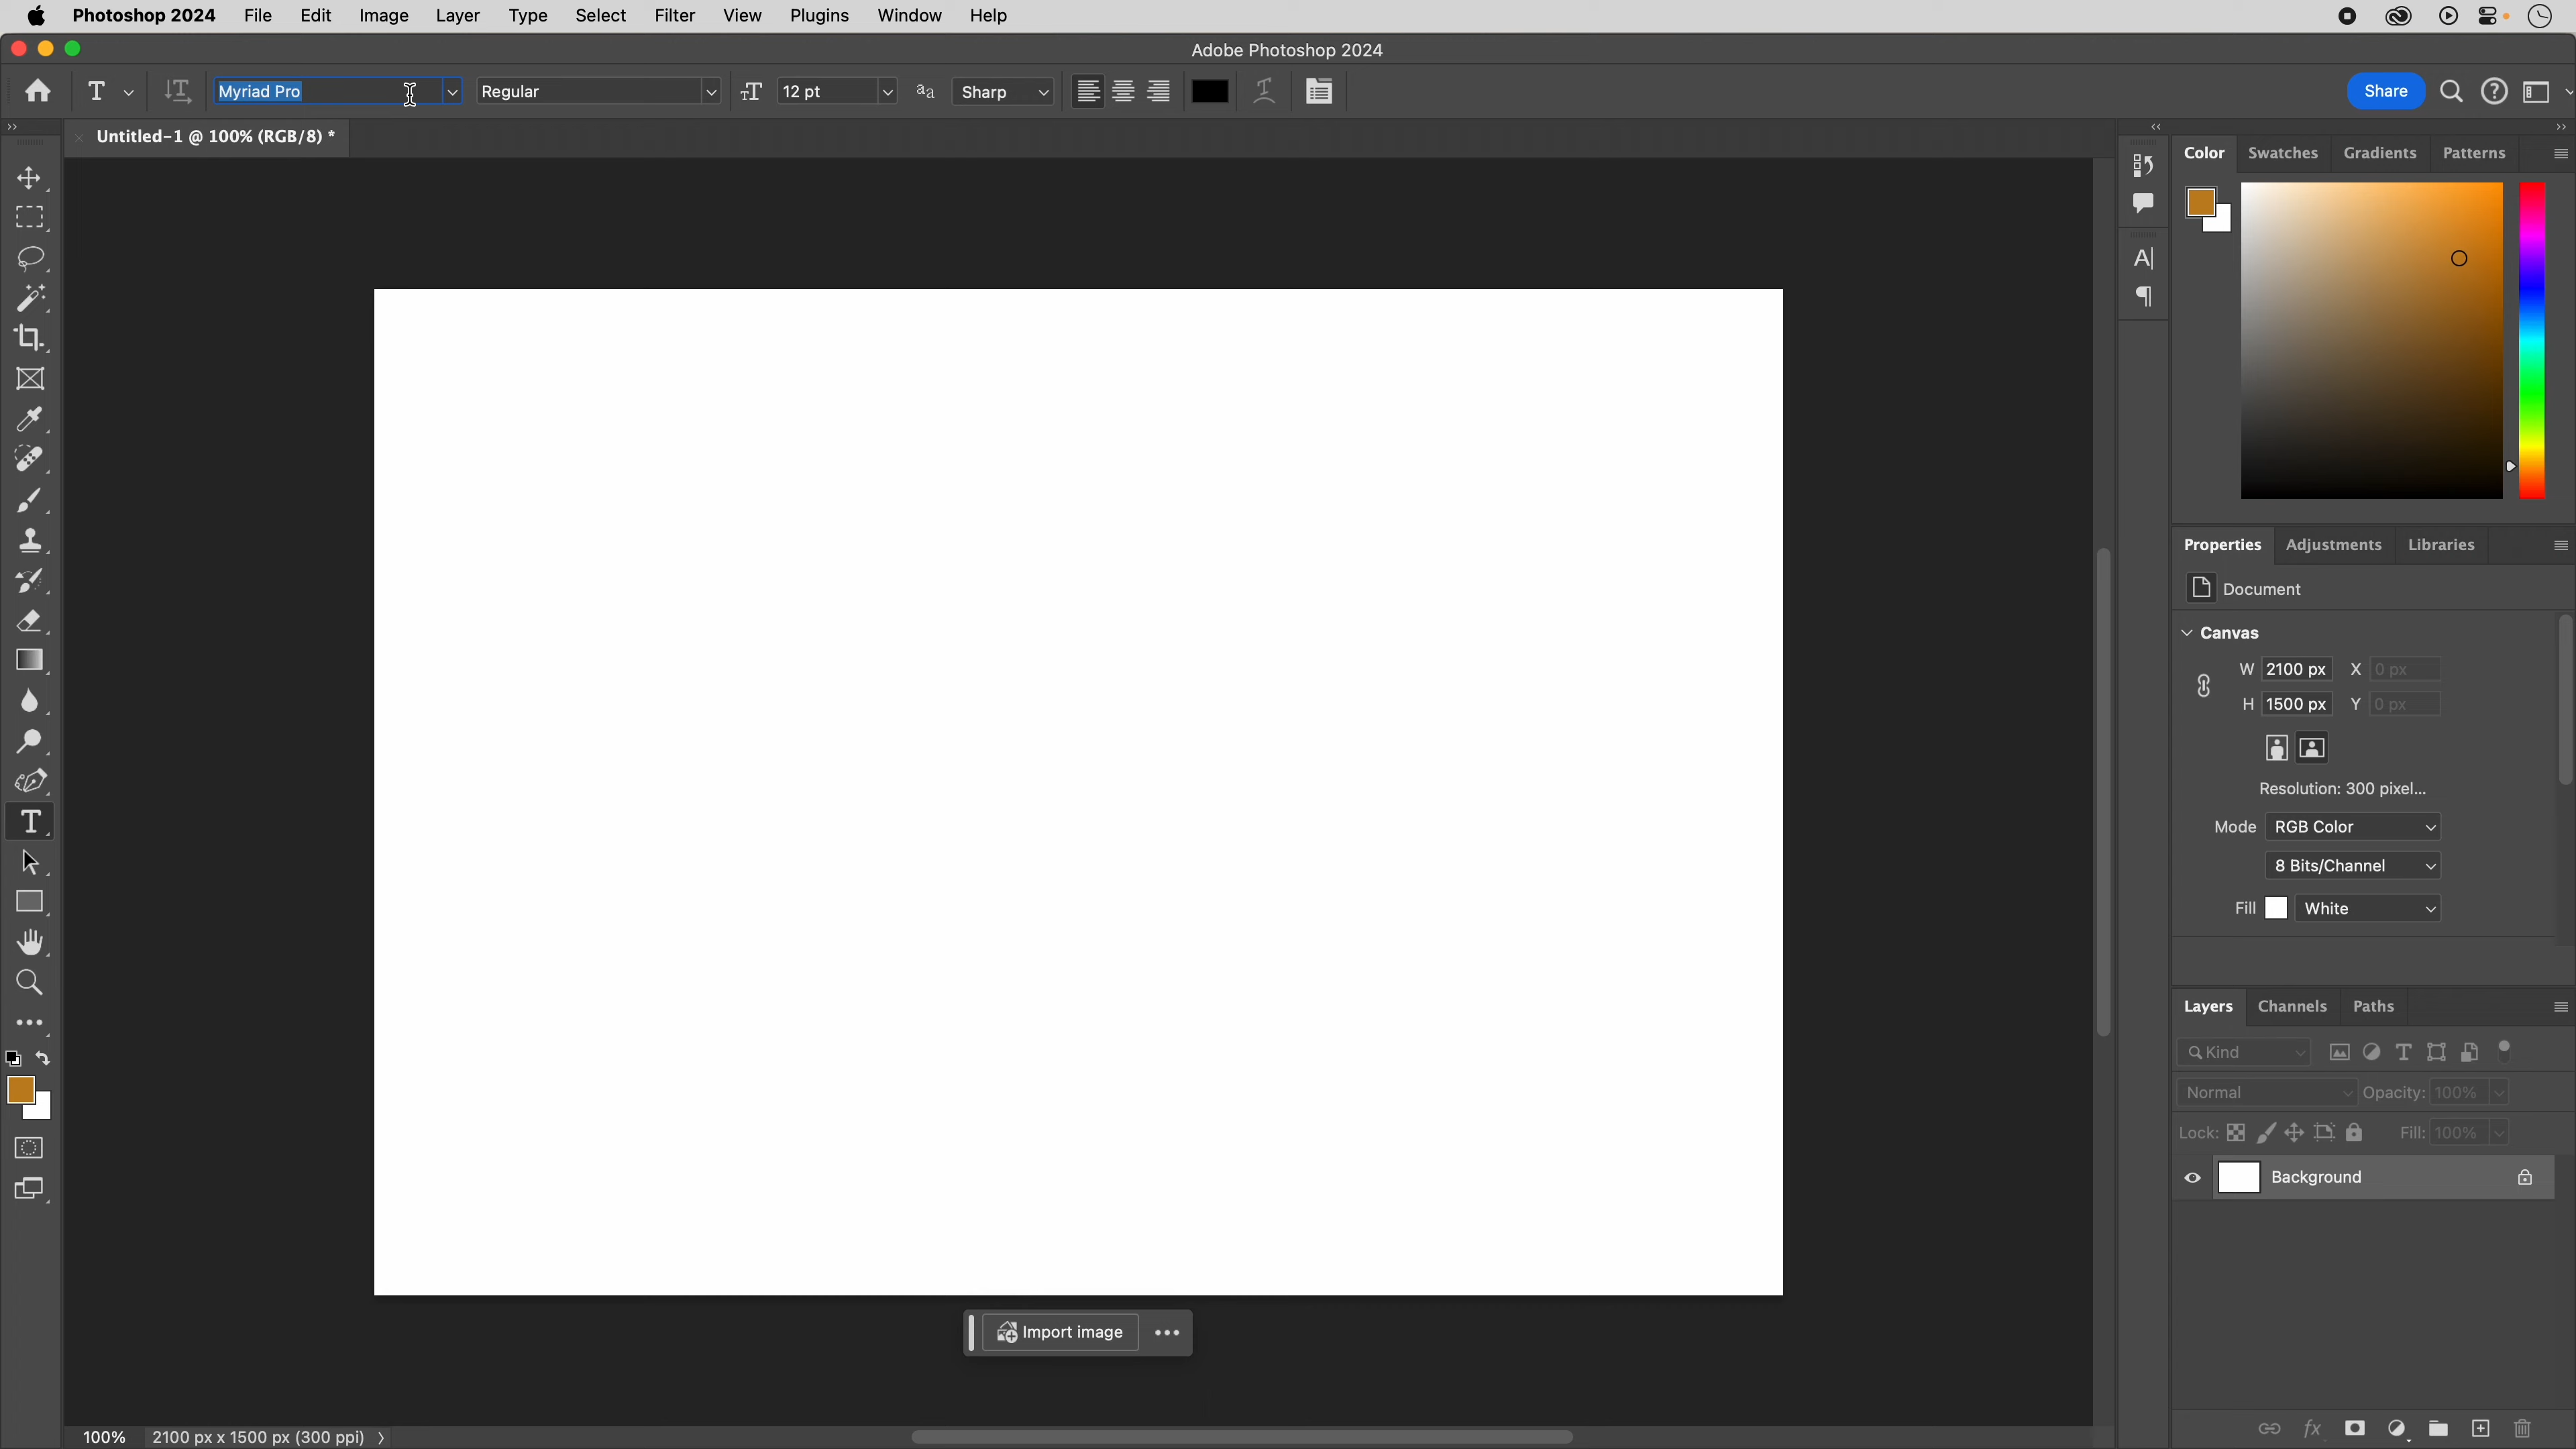 Photoshop 2024 File Edit Image Layer Type Select Filter View Plugins Window Help
Adobe Photoshop 2024
T T Myriad Pro Regular TT 12 pt aa Sharp Share
Untitled-1 @ 100% (RGB/8) *
Color Swatches Gradients Patterns
A
Properties Adjustments Libraries
Document
Canvas
W 2100 px X 0 px
H 1500 px Y 0 px
Resolution: 300 pixel...
Mode RGB Color
8 Bits/Channel
Fill White
T
Layers Channels Paths
Kind T
Normal Opacity: 100%
Lock: Fill: 100%
Background
Import image
fx
100% 2100 px x 1500 px (300 ppi)